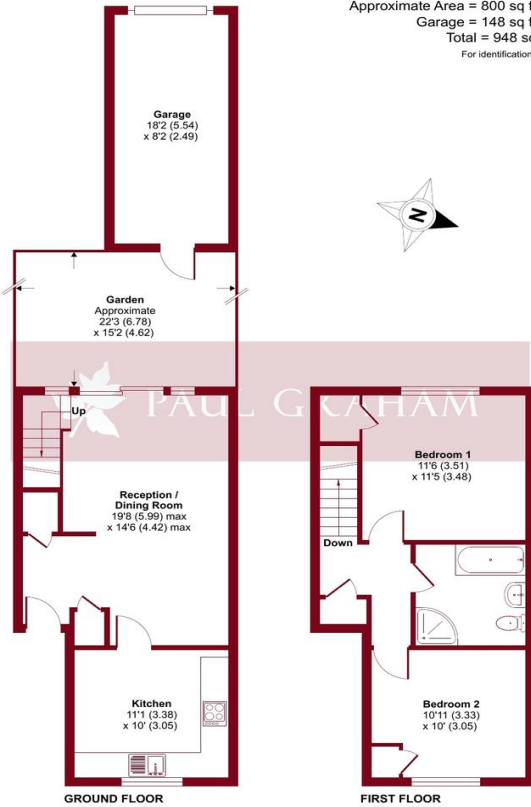 Approximate Area = 800 sq f
Garage = 148 sq f
Total = 948 sq
For identification
Garage
18'2 (5.54)
x 8'2 (2.49)
N
Garden
Approximate
22'3 (6.78)
x 15'2 (4.62)
PAUL GRAHAM
Up
Reception /
Dining Room
19'8 (5.99) max
x 14'6 (4.42) max
Kitchen
11'1 (3.38)
x 10' (3.05)
GROUND FLOOR
Bedroom 1
11'6 (3.51)
x 11'5 (3.48)
Down
Bedroom 2
10'11 (3.33)
x 10' (3.05)
FIRST FLOOR